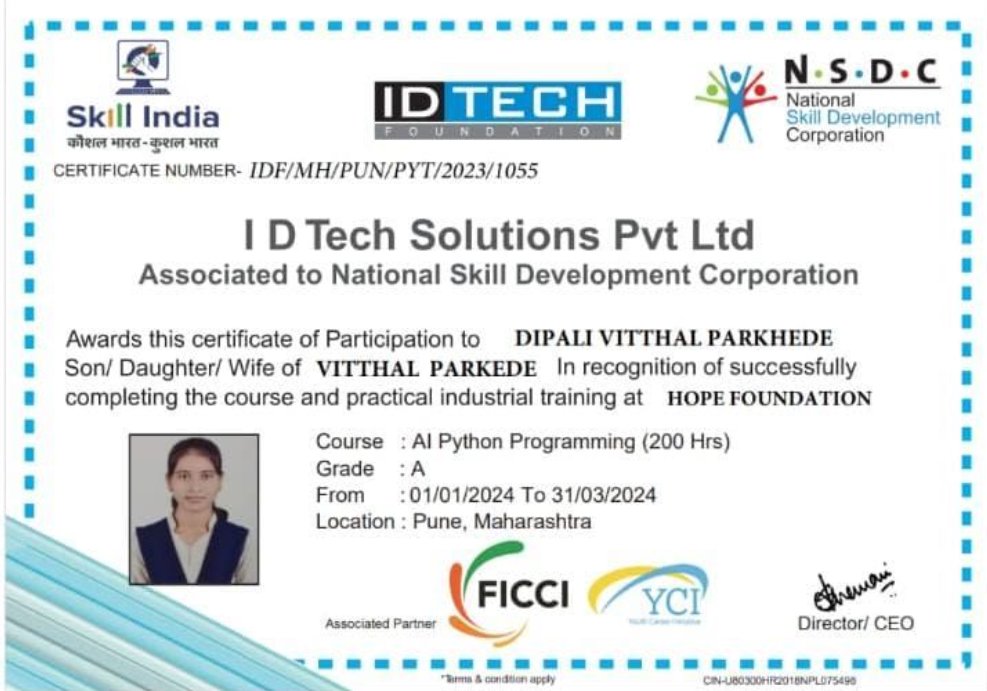 Skill India
कौशल भारत - कुशल भारत
ID TECH
FOUNDATION
N·S·D·C
National
Skill Development
Corporation
CERTIFICATE NUMBER- IDF/MH/PUN/PYT/2023/1055
I D Tech Solutions Pvt Ltd
Associated to National Skill Development Corporation
Awards this certificate of Participation to DIPALI VITTHAL PARKHEDE
Son/ Daughter/ Wife of VITTHAL PARKEDE In recognition of successfully
completing the course and practical industrial training at HOPE FOUNDATION
Course : AI Python Programming (200 Hrs)
Grade : A
From : 01/01/2024 To 31/03/2024
Location : Pune, Maharashtra
Associated Partner
FICCI
YCI
Youth Career Initiative
Director/ CEO
*Terms & condition apply
CIN-U80300HR2018NPL075498